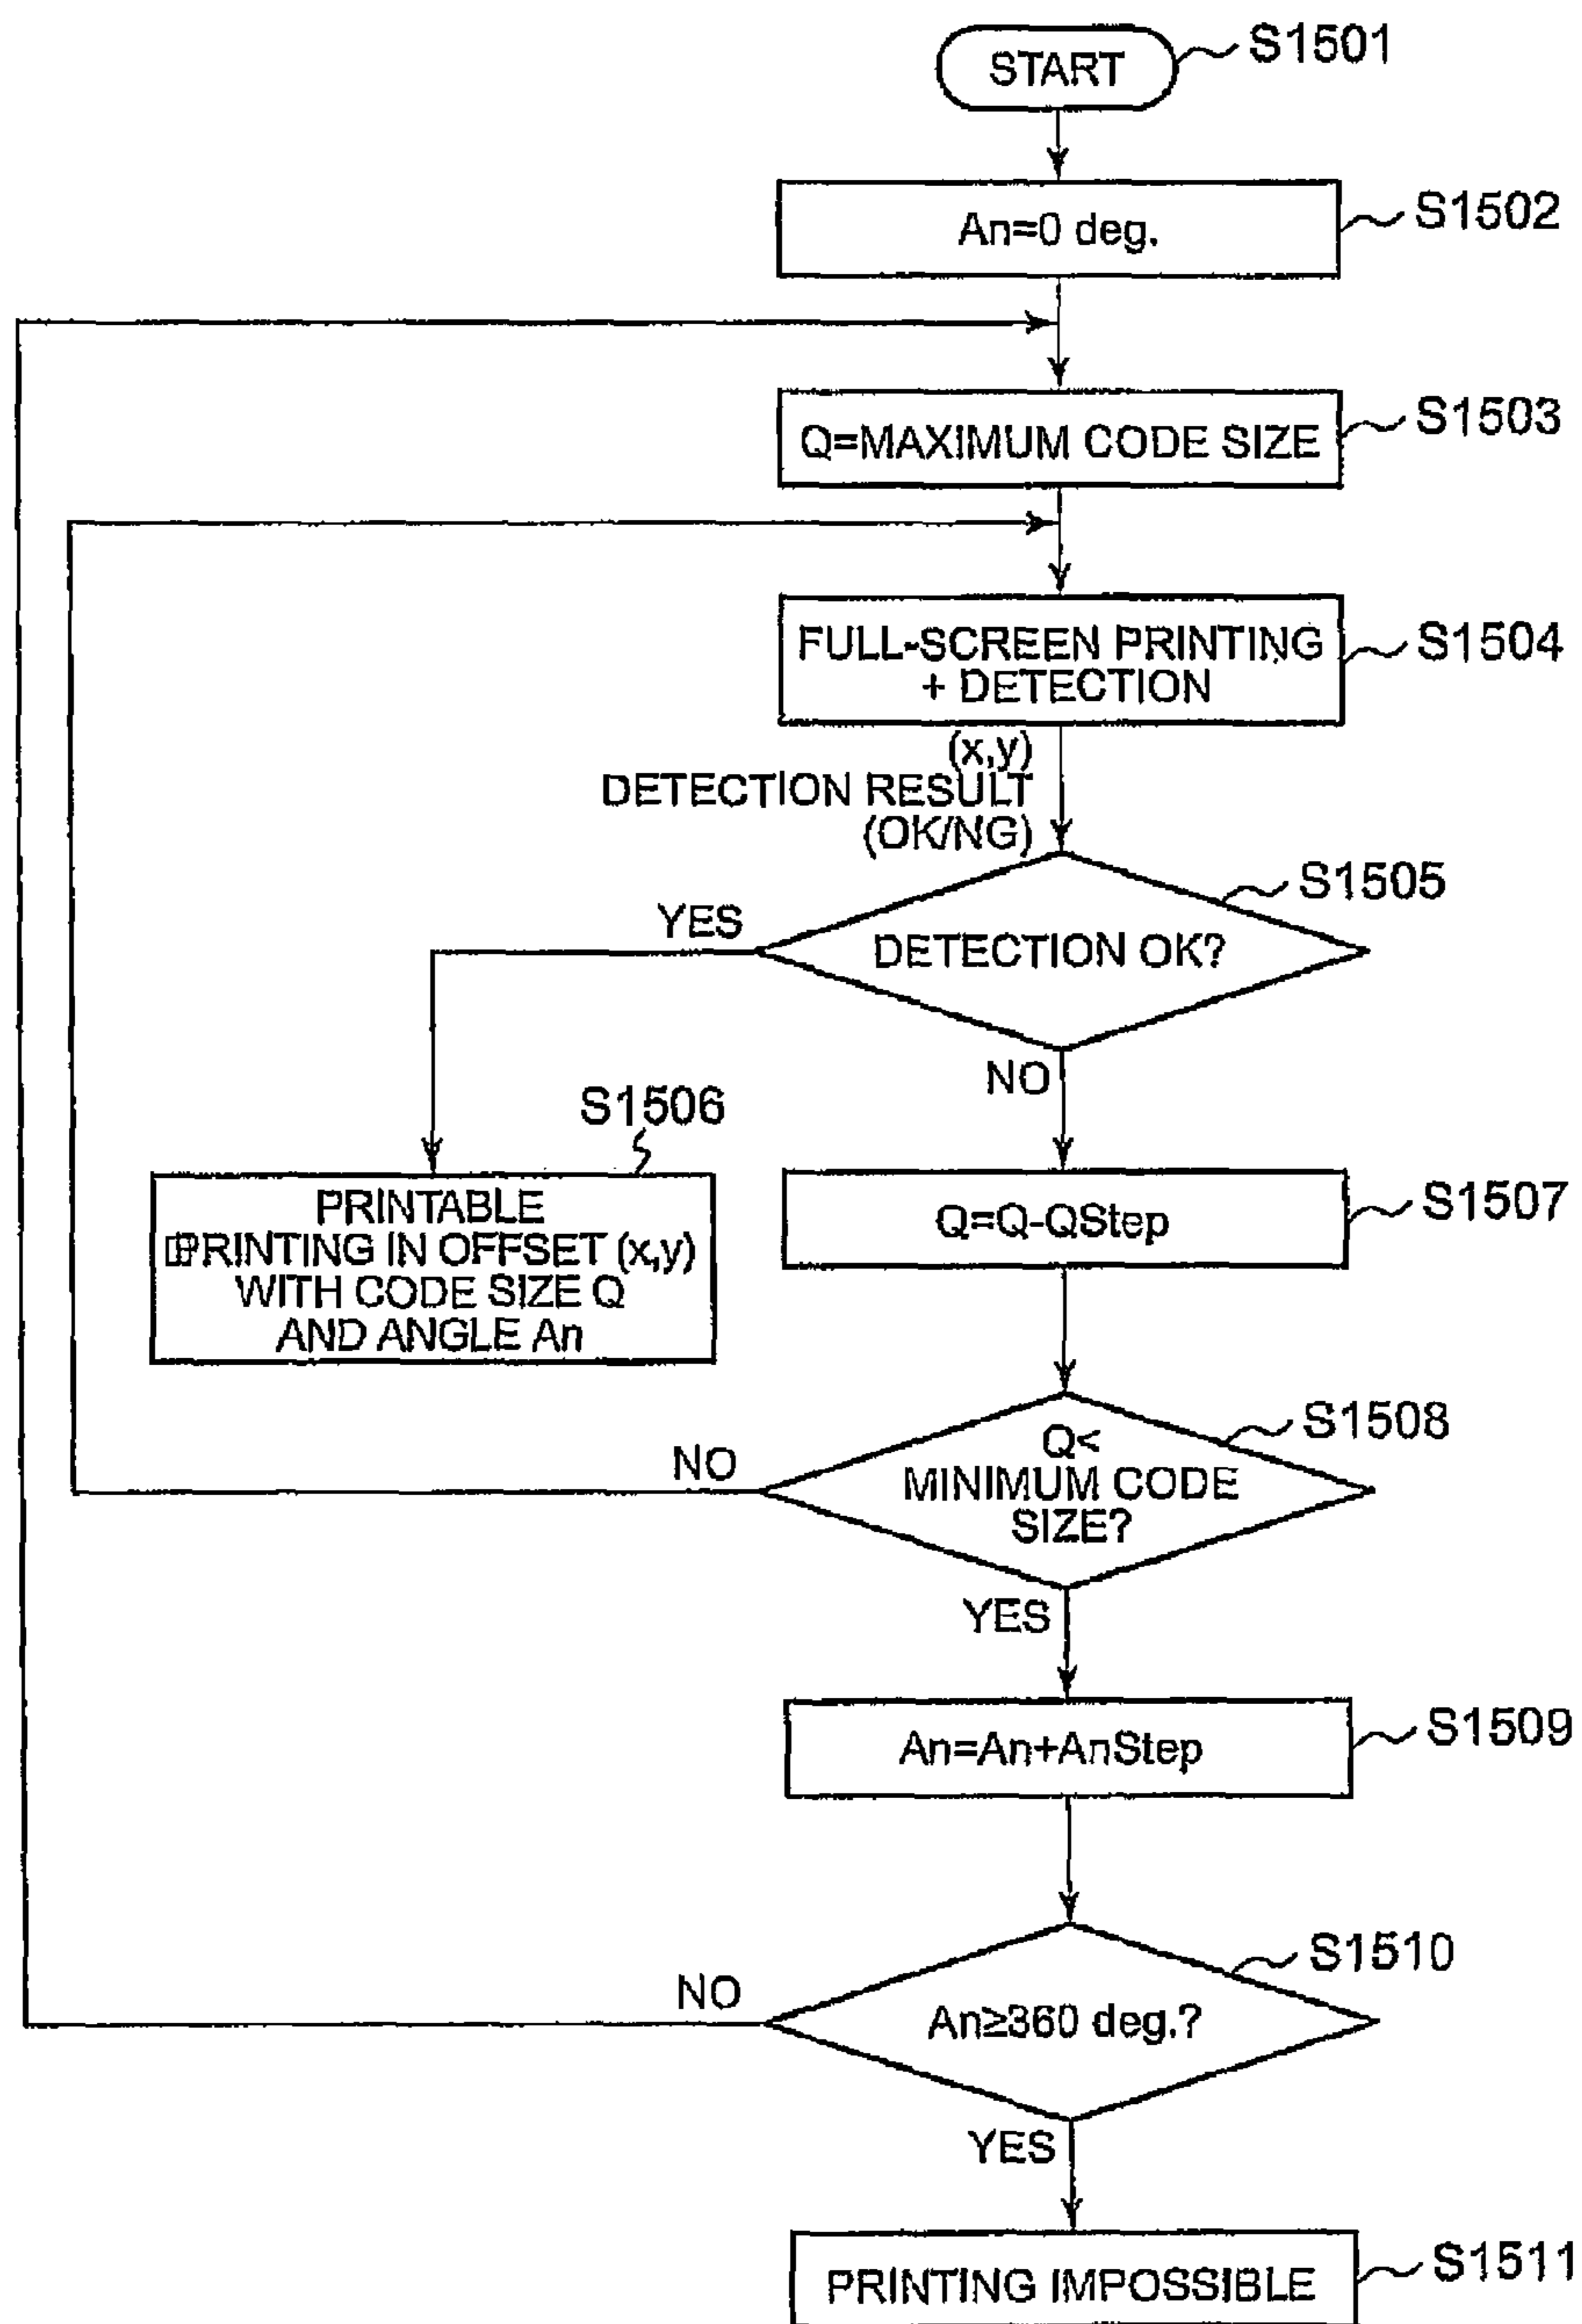 START
S1501
An=0 deg.
S1502
Q=MAXIMUM CODE SIZE
S1503
FULL-SCREEN PRINTING
+ DETECTION
S1504
(x,y)
DETECTION RESULT
(OK/NG)
DETECTION OK?
S1505
YES
NO
S1506
PRINTABLE
PRINTING IN OFFSET (x,y)
WITH CODE SIZE Q
AND ANGLE An
Q=Q-QStep
S1507
Q<
MINIMUM CODE
SIZE?
S1508
NO
YES
An=An+AnStep
S1509
An≥360 deg.?
S1510
NO
YES
PRINTING IMPOSSIBLE
S1511